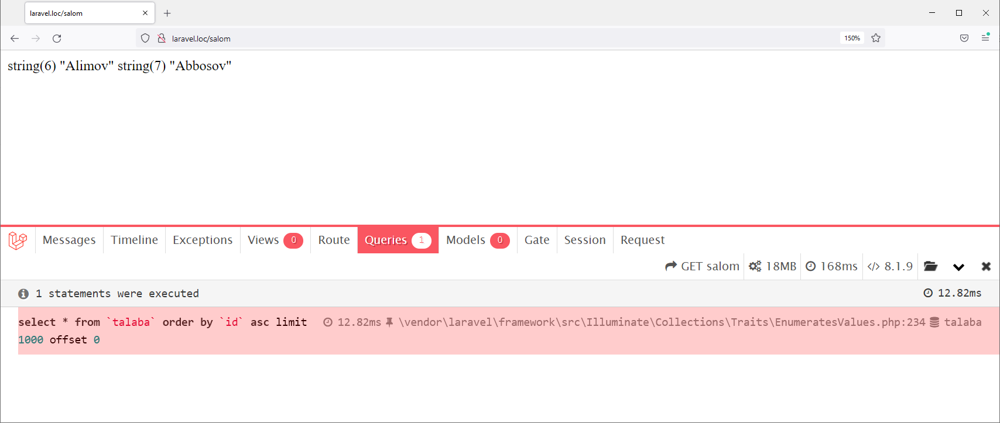 laravel.loc/salom
laravel.loc/salom 150%
string(6) "Alimov" string(7) "Abbosov"
Messages Timeline Exceptions Views 0 Route Queries 1 Models 0 Gate Session Request
GET salom 18MB 168ms </> 8.1.9
1 statements were executed 12.82ms
select * from `talaba` order by `id` asc limit 12.82ms \vendor\laravel\framework\src\Illuminate\Collections\Traits\EnumeratesValues.php:234 talaba
1000 offset 0